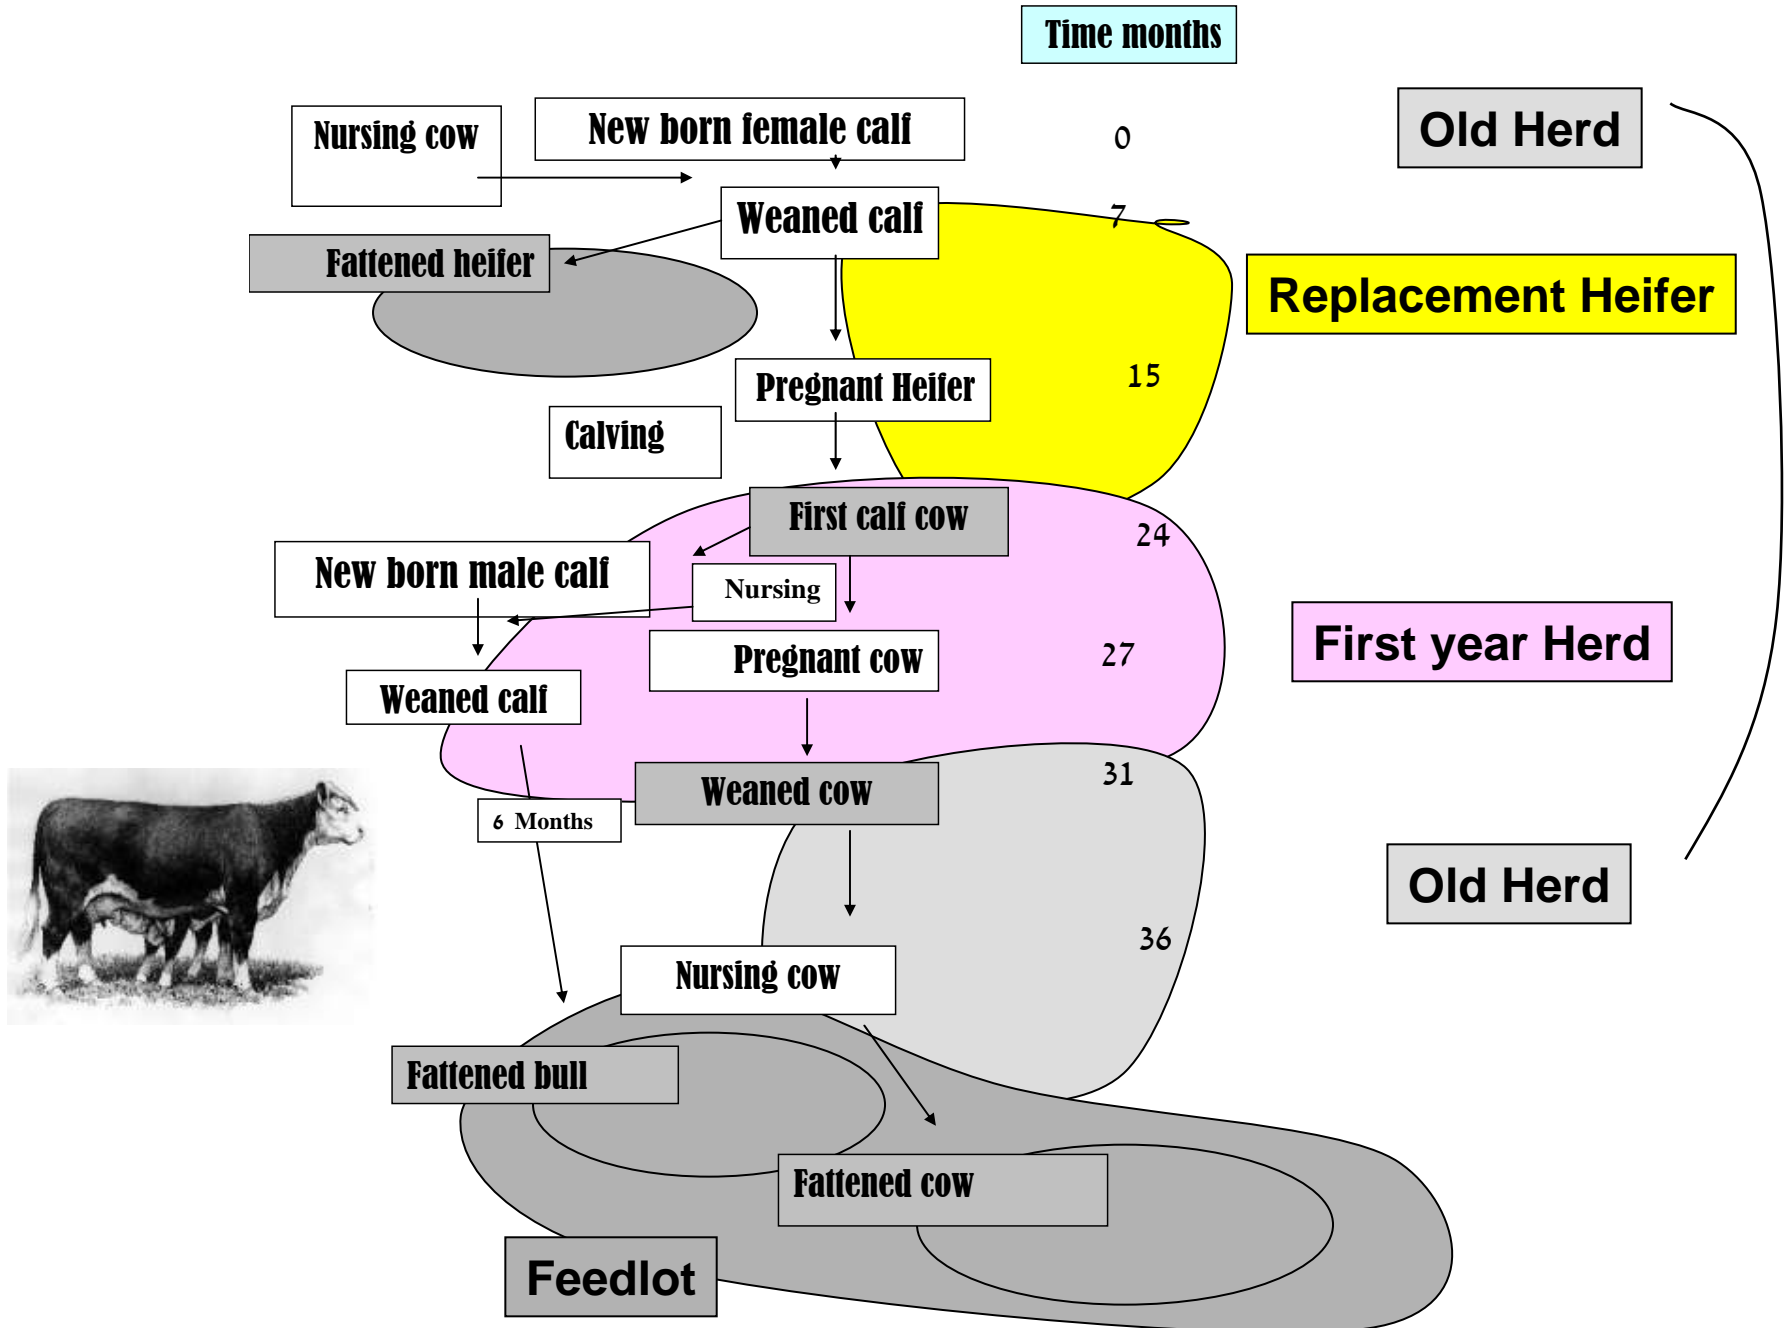 Time months
Nursing cow
New born female calf
0
Old Herd
Weaned calf
7
Fattened heifer
Replacement Heifer
Pregnant Heifer
15
Calving
First calf cow
24
New born male calf
Nursing
First year Herd
Pregnant cow
27
Weaned calf
Weaned cow
31
6 Months
Old Herd
Nursing cow
36
Fattened bull
Fattened cow
Feedlot